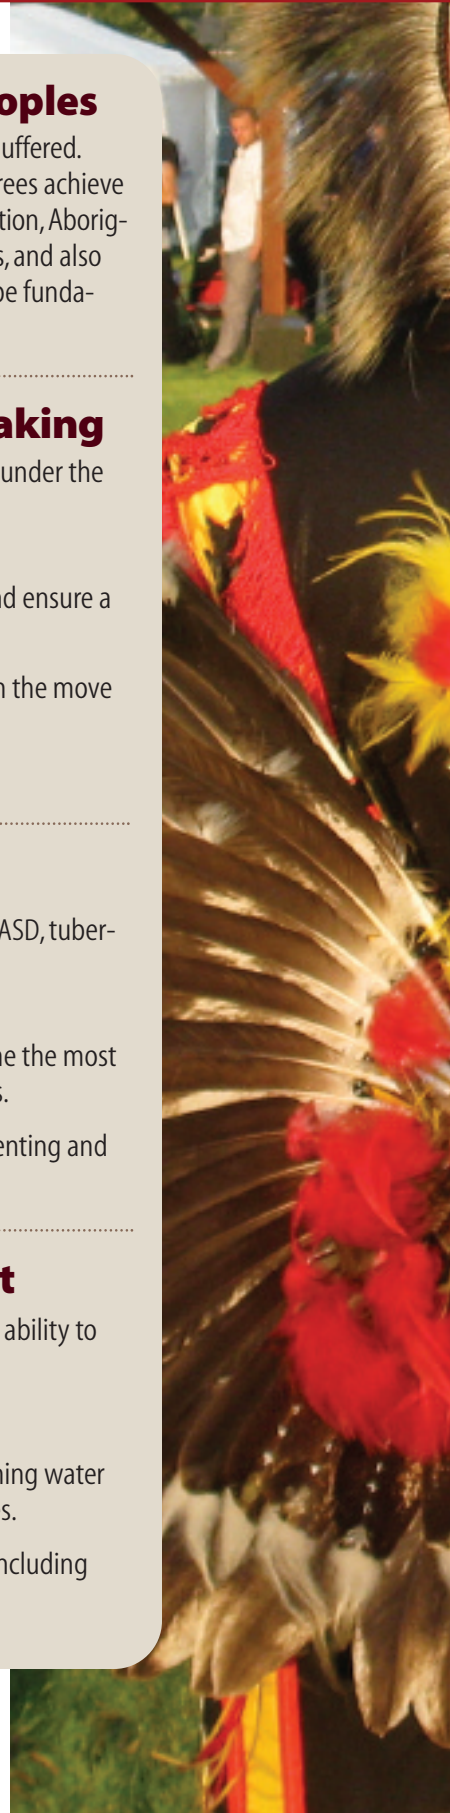 oples
uffered.
rees achieve
tion, Aborig-
s, and also
be funda-
aking
under the
nd ensure a
n the move
ASD, tuber-
ne the most
s.
enting and
t
ability to
ning water
s.
ncluding